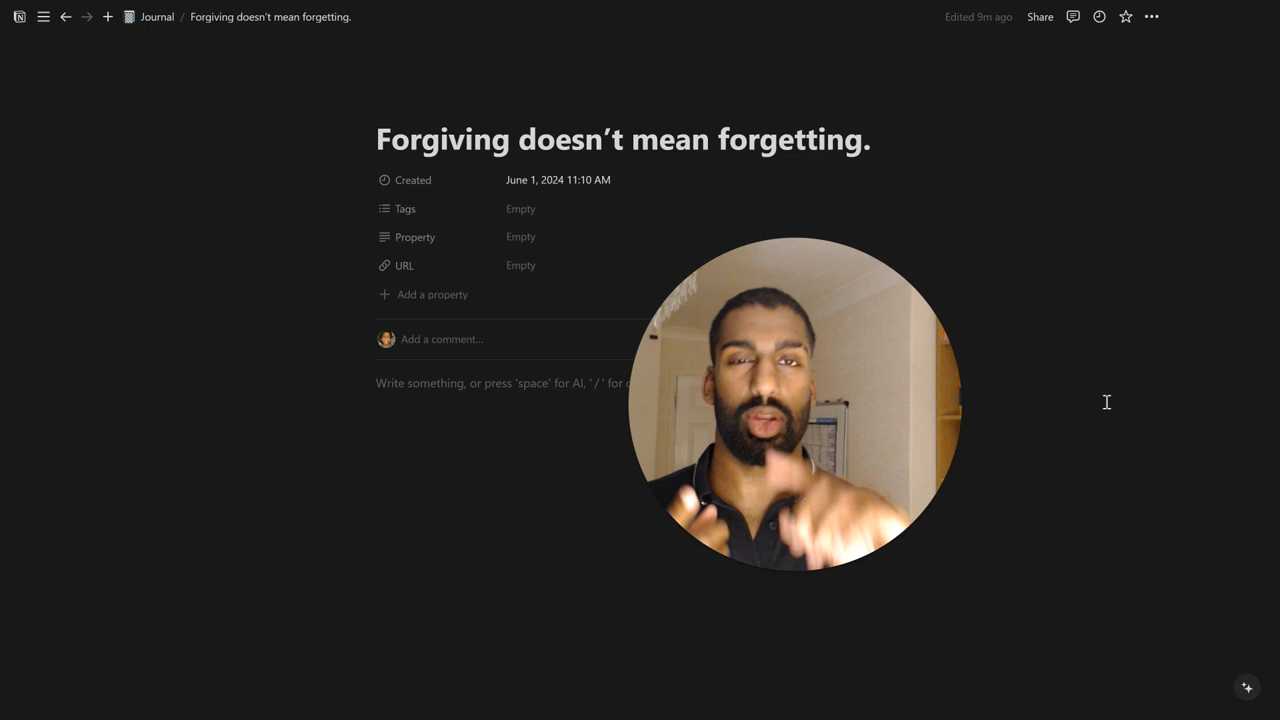 Journal / Forgiving doesn't mean forgetting.
Edited 9m ago
Share
Forgiving doesn’t mean forgetting.
Created June 1, 2024 11:10 AM
Tags Empty
Property Empty
URL Empty
Add a property
Add a comment...
Write something, or press 'space' for AI, '/' for